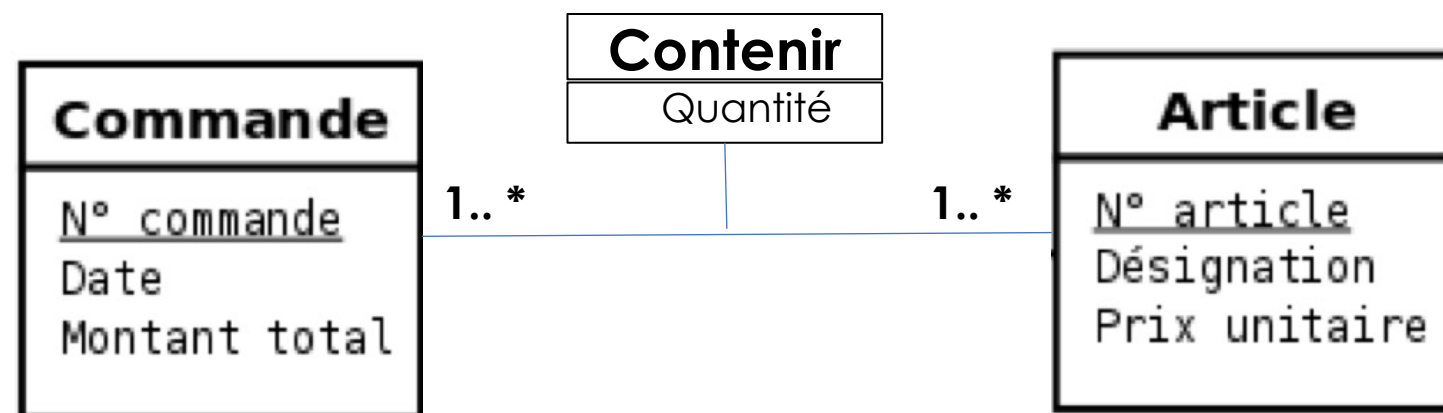 Contenir
Quantité
Commande
N° commande
Date
Montant total
1.. *
1.. *
Article
N° article
Désignation
Prix unitaire